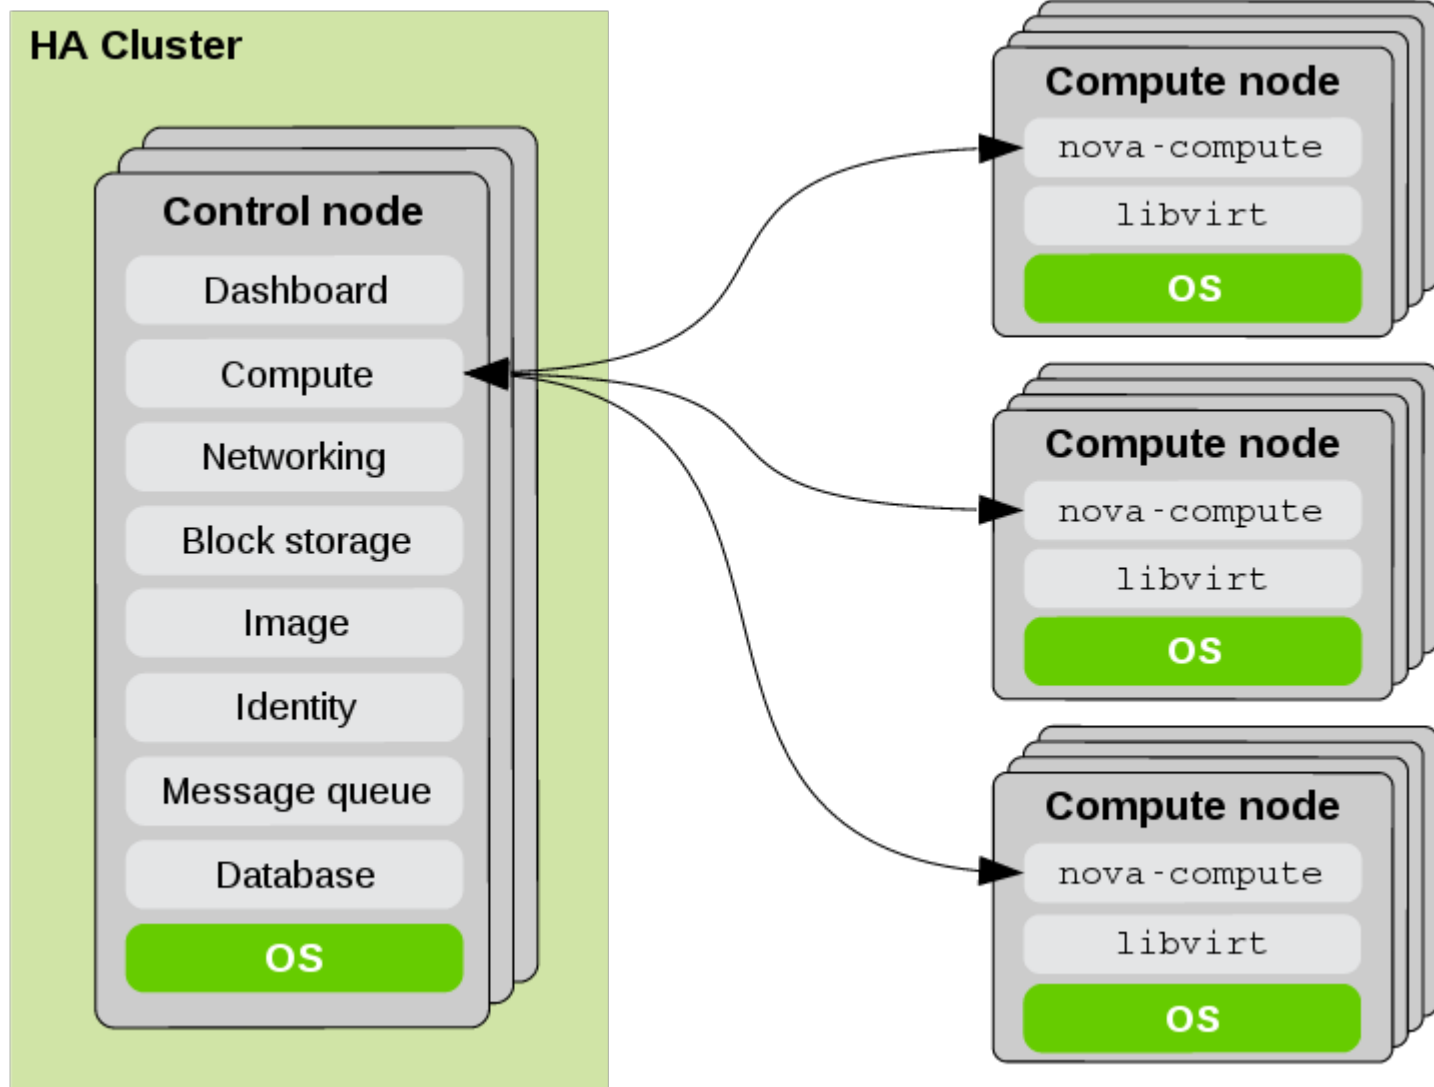 HA Cluster
Control node
Dashboard
Compute
Networking
Block storage
Image
Identity
Message queue
Database
OS
Compute node
nova-compute
libvirt
OS
Compute node
nova-compute
libvirt
OS
Compute node
nova-compute
libvirt
OS